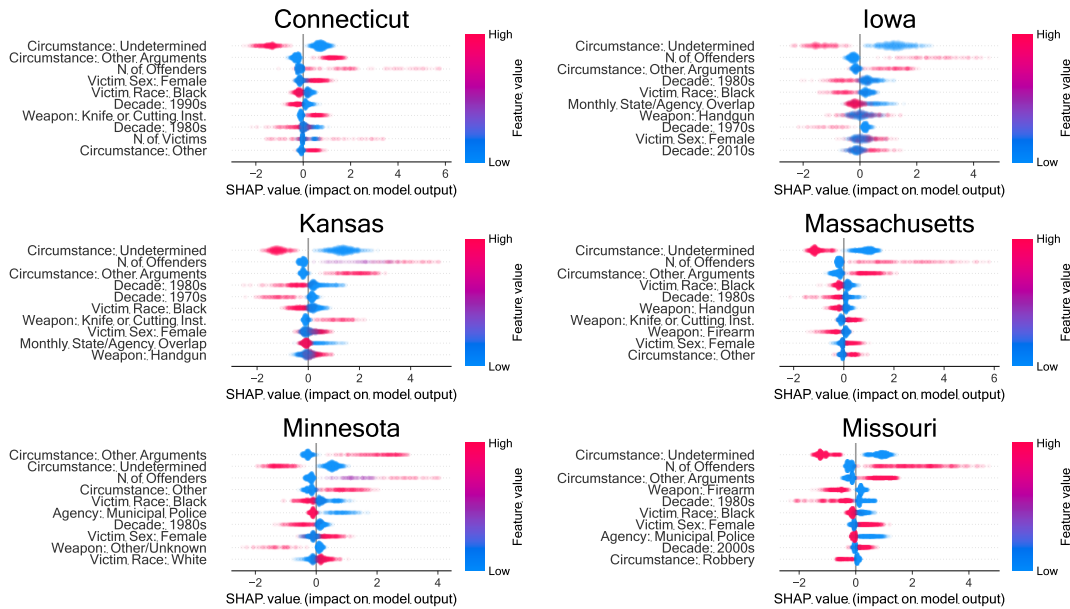 Connecticut
Circumstance: Undetermined
Circumstance: Other Arguments
N of Offenders
Victim Sex: Female
Victim Race: Black
Decade: 1990s
Weapon: Knife or Cutting Inst.
Decade: 1980s
N of Victims
Circumstance: Other
−2 0 2 4 6
SHAP value (impact on model output)
High
Low
Feature value
Iowa
Circumstance: Undetermined
N of Offenders
Circumstance: Other Arguments
Decade: 1980s
Victim Race: Black
Monthly State/Agency Overlap
Weapon: Handgun
Decade: 1970s
Victim Sex: Female
Decade: 2010s
−2 0 2 4
SHAP value (impact on model output)
High
Low
Feature value
Kansas
Circumstance: Undetermined
N of Offenders
Circumstance: Other Arguments
Decade: 1980s
Decade: 1970s
Victim Race: Black
Weapon: Knife or Cutting Inst.
Victim Sex: Female
Monthly State/Agency Overlap
Weapon: Handgun
−2 0 2 4
SHAP value (impact on model output)
High
Low
Feature value
Massachusetts
Circumstance: Undetermined
N of Offenders
Circumstance: Other Arguments
Victim Race: Black
Decade: 1980s
Weapon: Handgun
Weapon: Knife or Cutting Inst.
Weapon: Firearm
Victim Sex: Female
Circumstance: Other
−2 0 2 4 6
SHAP value (impact on model output)
High
Low
Feature value
Minnesota
Circumstance: Other Arguments
Circumstance: Undetermined
N of Offenders
Circumstance: Other
Victim Race: Black
Agency: Municipal Police
Decade: 1980s
Victim Sex: Female
Weapon: Other/Unknown
Victim Race: White
−2 0 2 4
SHAP value (impact on model output)
High
Low
Feature value
Missouri
Circumstance: Undetermined
N of Offenders
Circumstance: Other Arguments
Weapon: Firearm
Decade: 1980s
Victim Race: Black
Victim Sex: Female
Agency: Municipal Police
Decade: 2000s
Circumstance: Robbery
−2 0 2 4
SHAP value (impact on model output)
High
Low
Feature value